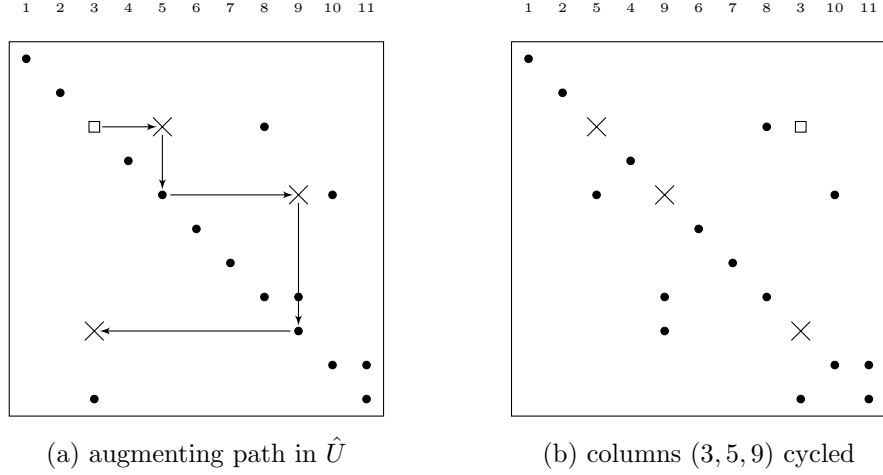 1 2 3 4 5 6 7 8 9 10 11
1 2 5 4 9 6 7 8 3 10 11
(a) augmenting path in Û
(b) columns (3, 5, 9) cycled